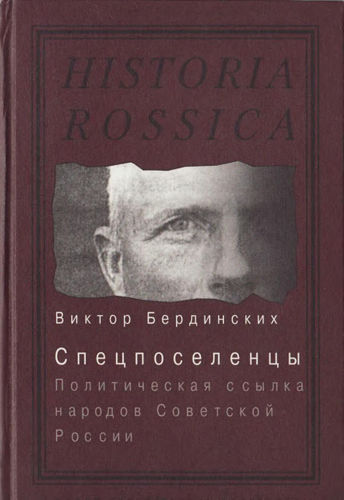 HISTORIA
ROSSICA
Виктор Бердинских
Спецпоселенцы
Политическая ссылка
народов Советской
России